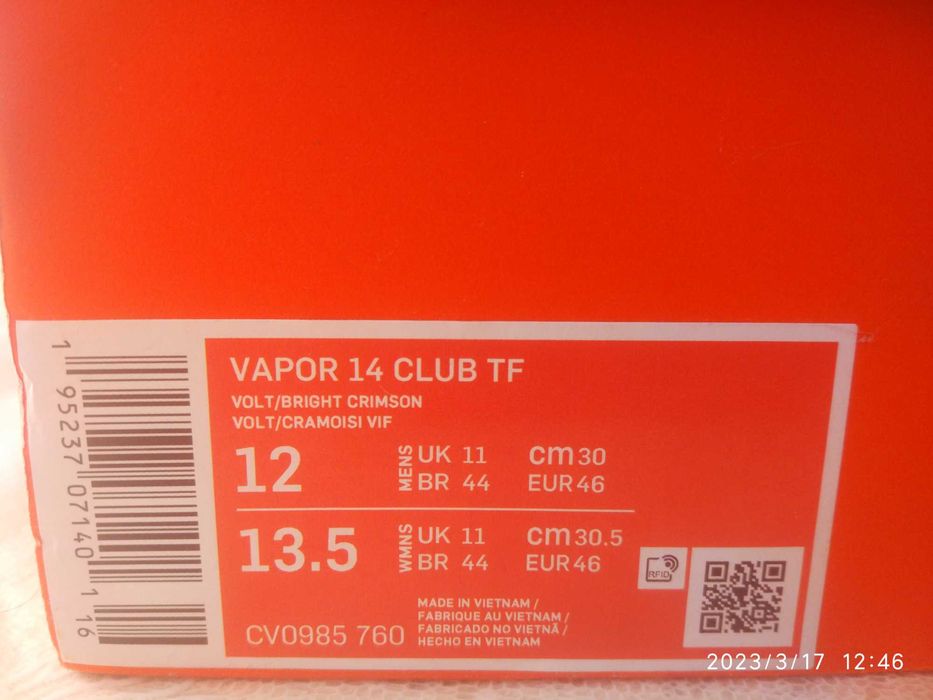 1 95237 07140 1 16
VAPOR 14 CLUB TF
VOLT/BRIGHT CRIMSON
VOLT/CRAMOISI VIF
12 MENS UK 11 cm 30
BR 44 EUR 46
13.5 WMNS UK 11 cm 30.5
BR 44 EUR 46
RFID
CV0985 760
MADE IN VIETNAM /
FABRIQUE AU VIETNAM /
FABRICADO NO VIETNÃ /
HECHO EN VIETNAM
2023/3/17 12:46